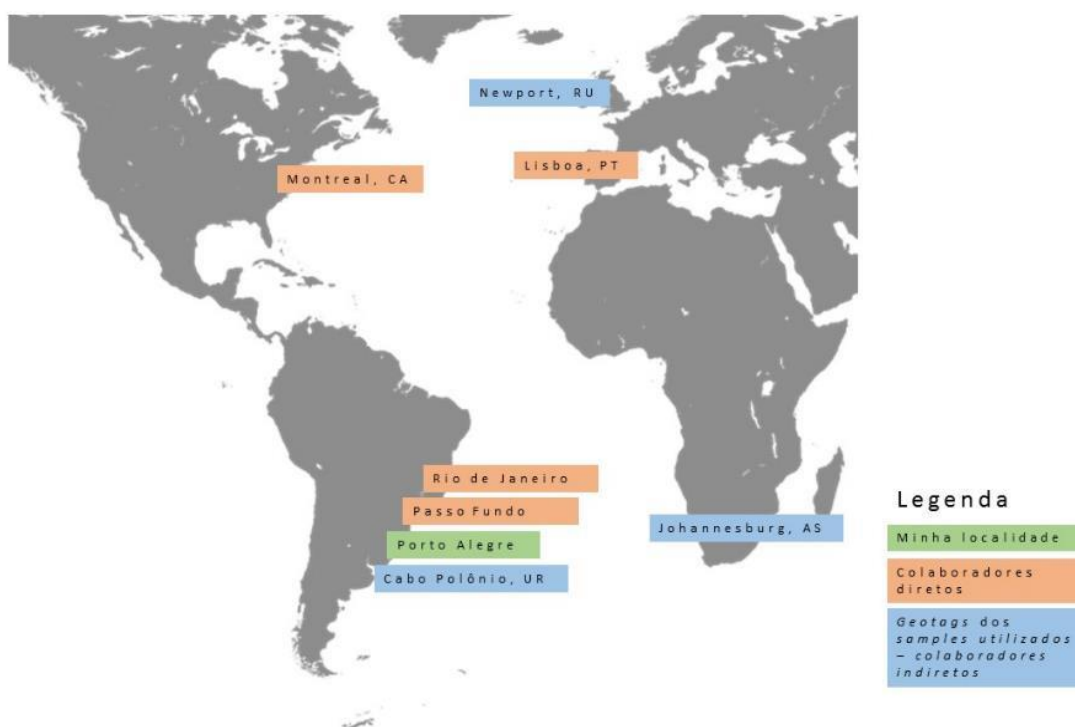 Newport, RU
Lisboa, PT
Montreal, CA
Rio de Janeiro
Passo Fundo
Porto Alegre
Cabo Polônio, UR
Johannesburg, AS
Legenda
Minha localidade
Colaboradores
diretos
Geotags dos
samples utilizados
– colaboradores
indiretos